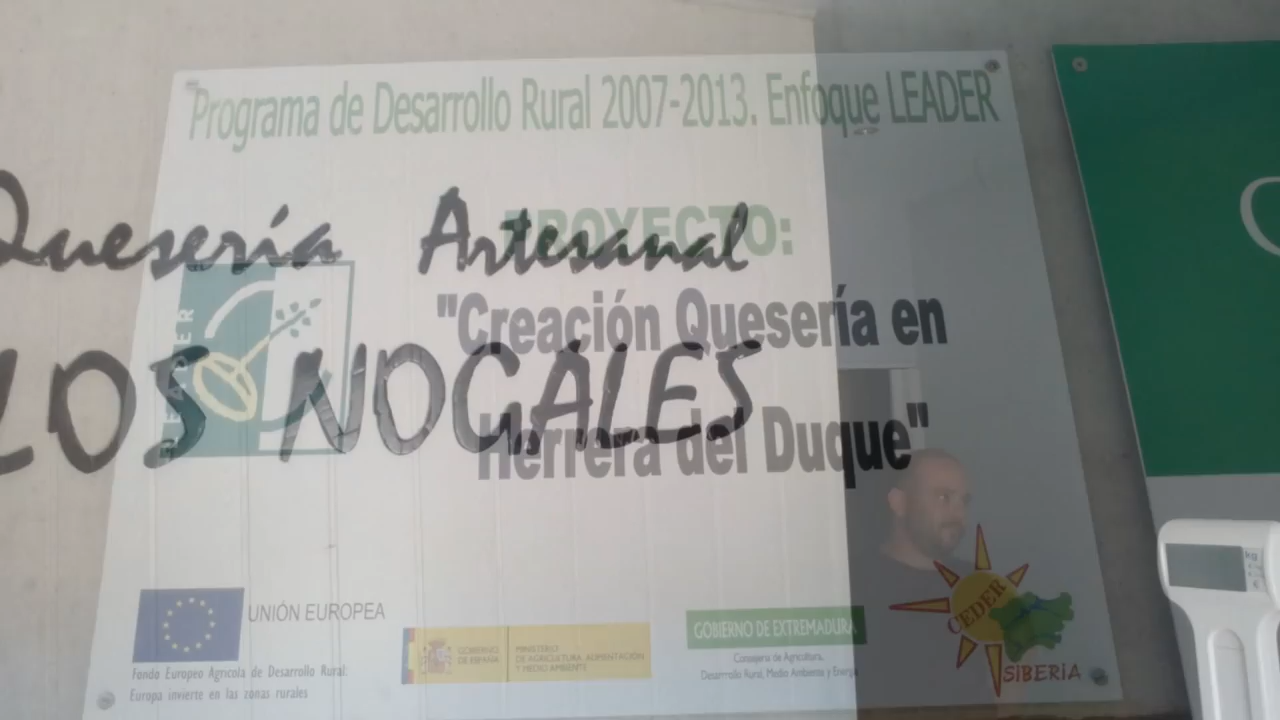 Programa de Desarrollo Rural 2007-2013. Enfoque LEADER
Quesería Artesanal
PROYECTO:
"Creación Quesería en
LOS NOGALES
Herrera del Duque"
LEADER
UNIÓN EUROPEA
Fondo Europeo Agrícola de Desarrollo Rural:
Europa invierte en las zonas rurales
GOBIERNO
DE ESPAÑA
MINISTERIO
DE AGRICULTURA, ALIMENTACIÓN
Y MEDIO AMBIENTE
GOBIERNO DE EXTREMADURA
Consejería de Agricultura,
Desarrollo Rural, Medio Ambiente y Energía
CEDER
SIBERIA